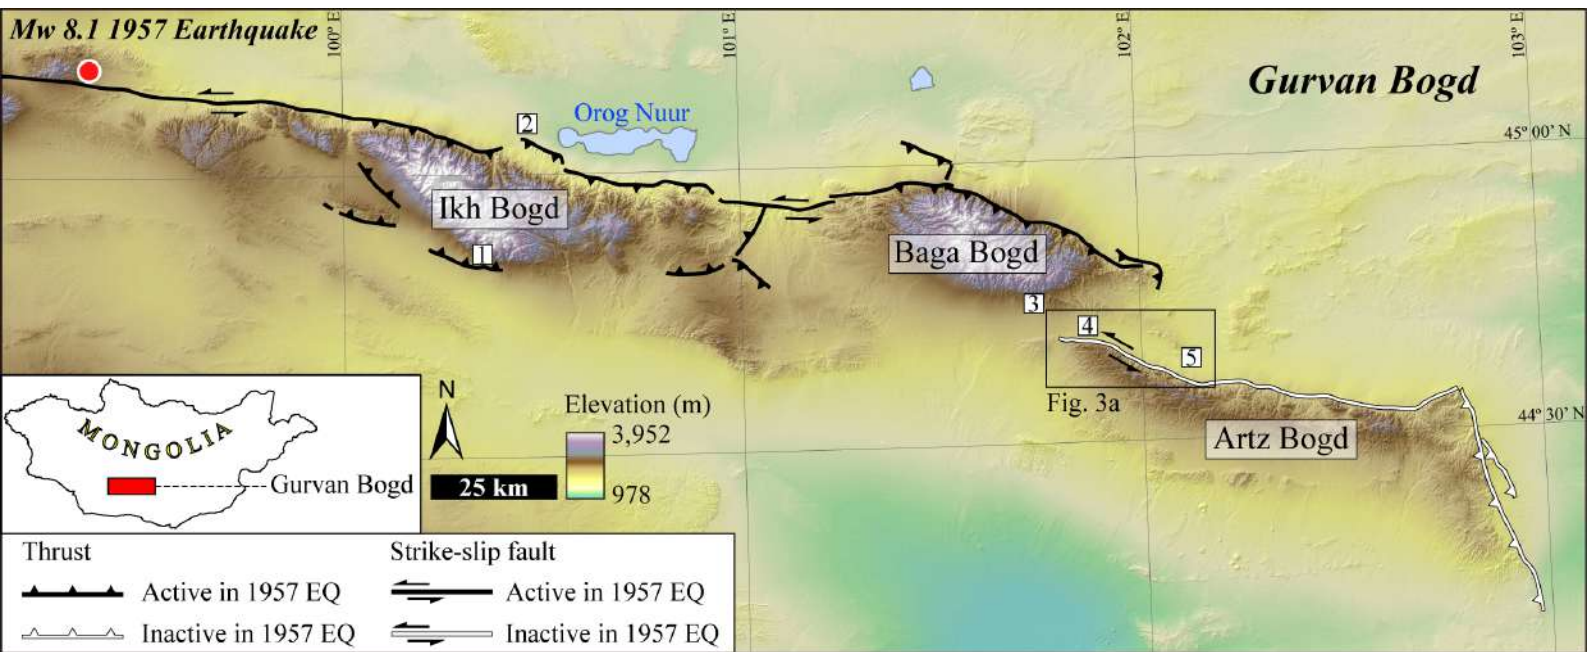 Mw 8.1 1957 Earthquake
100° E
101° E
102° E
103° E
Gurvan Bogd
Orog Nuur
45° 00' N
2
Ikh Bogd
1
Baga Bogd
3
4
5
Fig. 3a
44° 30' N
Artz Bogd
MONGOLIA
Gurvan Bogd
N
25 km
Elevation (m)
3,952
978
Thrust
Active in 1957 EQ
Inactive in 1957 EQ
Strike-slip fault
Active in 1957 EQ
Inactive in 1957 EQ